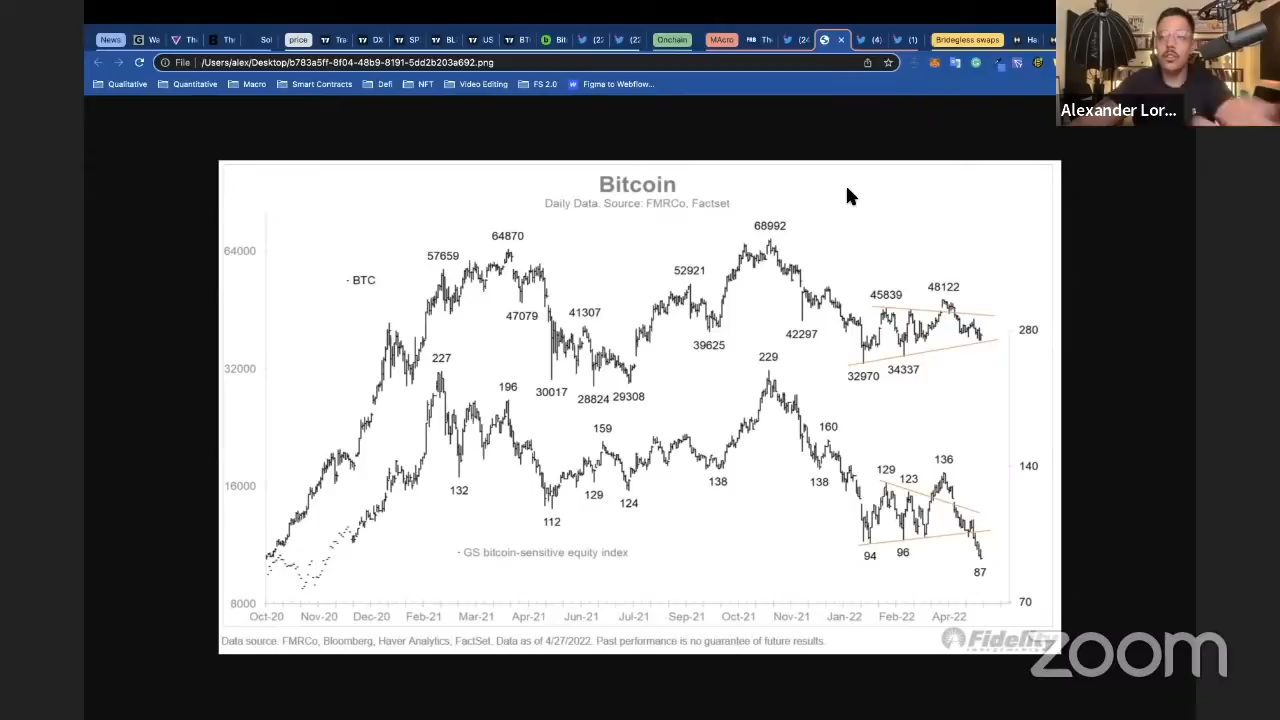 News
price
Onchain
MAcro
Bridgeless swaps
File
/Users/alex/Desktop/b783a5ff-8f04-48b9-8191-5dd2b203a692.png
Qualitative
Quantitative
Macro
Smart Contracts
Defi
NFT
Video Editing
FS 2.0
Figma to Webflow...
Alexander Lor...
Bitcoin
Daily Data. Source: FMRCo, Factset
- BTC
57659
64870
47079
30017
41307
28824
29308
52921
39625
68992
42297
32970
45839
34337
48122
227
132
196
112
129
159
124
138
229
138
160
94
129
96
123
136
87
- GS bitcoin-sensitive equity index
64000
32000
16000
8000
280
140
70
Oct-20 Nov-20 Dec-20 Feb-21 Mar-21 Apr-21 Jun-21 Jul-21 Sep-21 Oct-21 Nov-21 Jan-22 Feb-22 Apr-22
Data source: FMRCo, Bloomberg, Haver Analytics, FactSet. Data as of 4/27/2022. Past performance is no guarantee of future results.
Fidelity
zoom